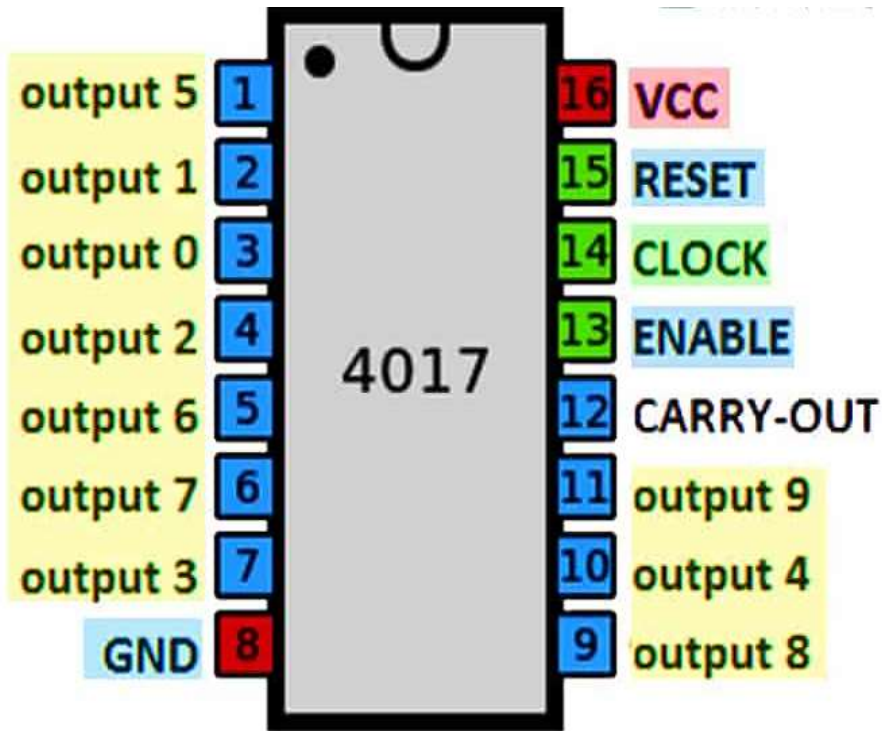 output 5 1 16 VCC
output 1 2 15 RESET
output 0 3 14 CLOCK
output 2 4 13 ENABLE
4017
output 6 5 12 CARRY-OUT
output 7 6 11 output 9
output 3 7 10 output 4
GND 8 9 output 8